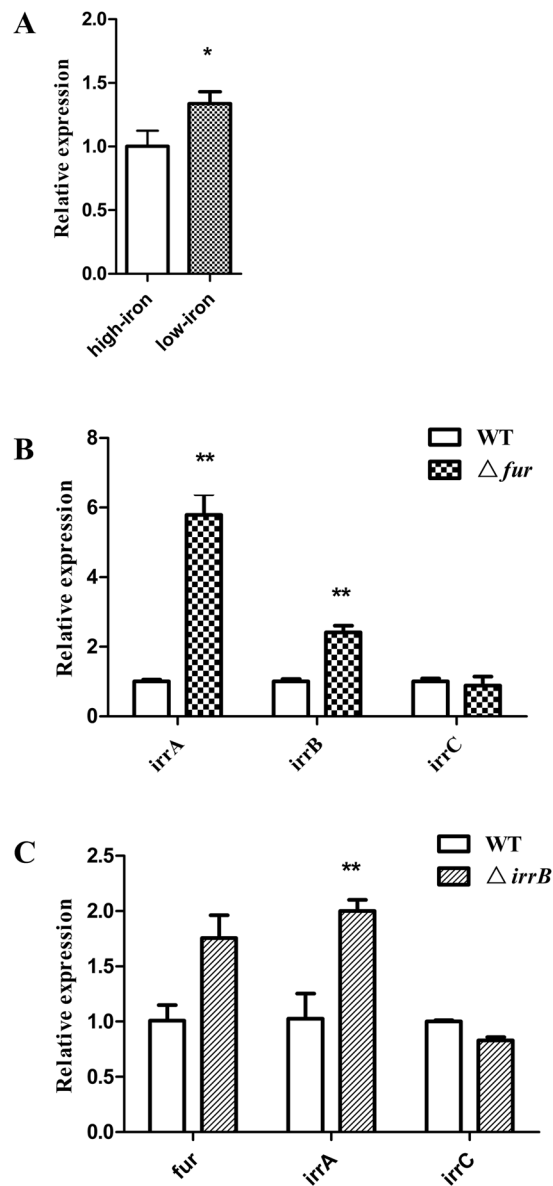 A
Relative expression
2.0
1.5
1.0
0.5
0.0
*
high-iron
low-iron
B
Relative expression
8
6
4
2
0
**
**
WT
△ fur
irrA
irrB
irrC
C
Relative expression
2.5
2.0
1.5
1.0
0.5
0.0
**
WT
△ irrB
fur
irrA
irrC